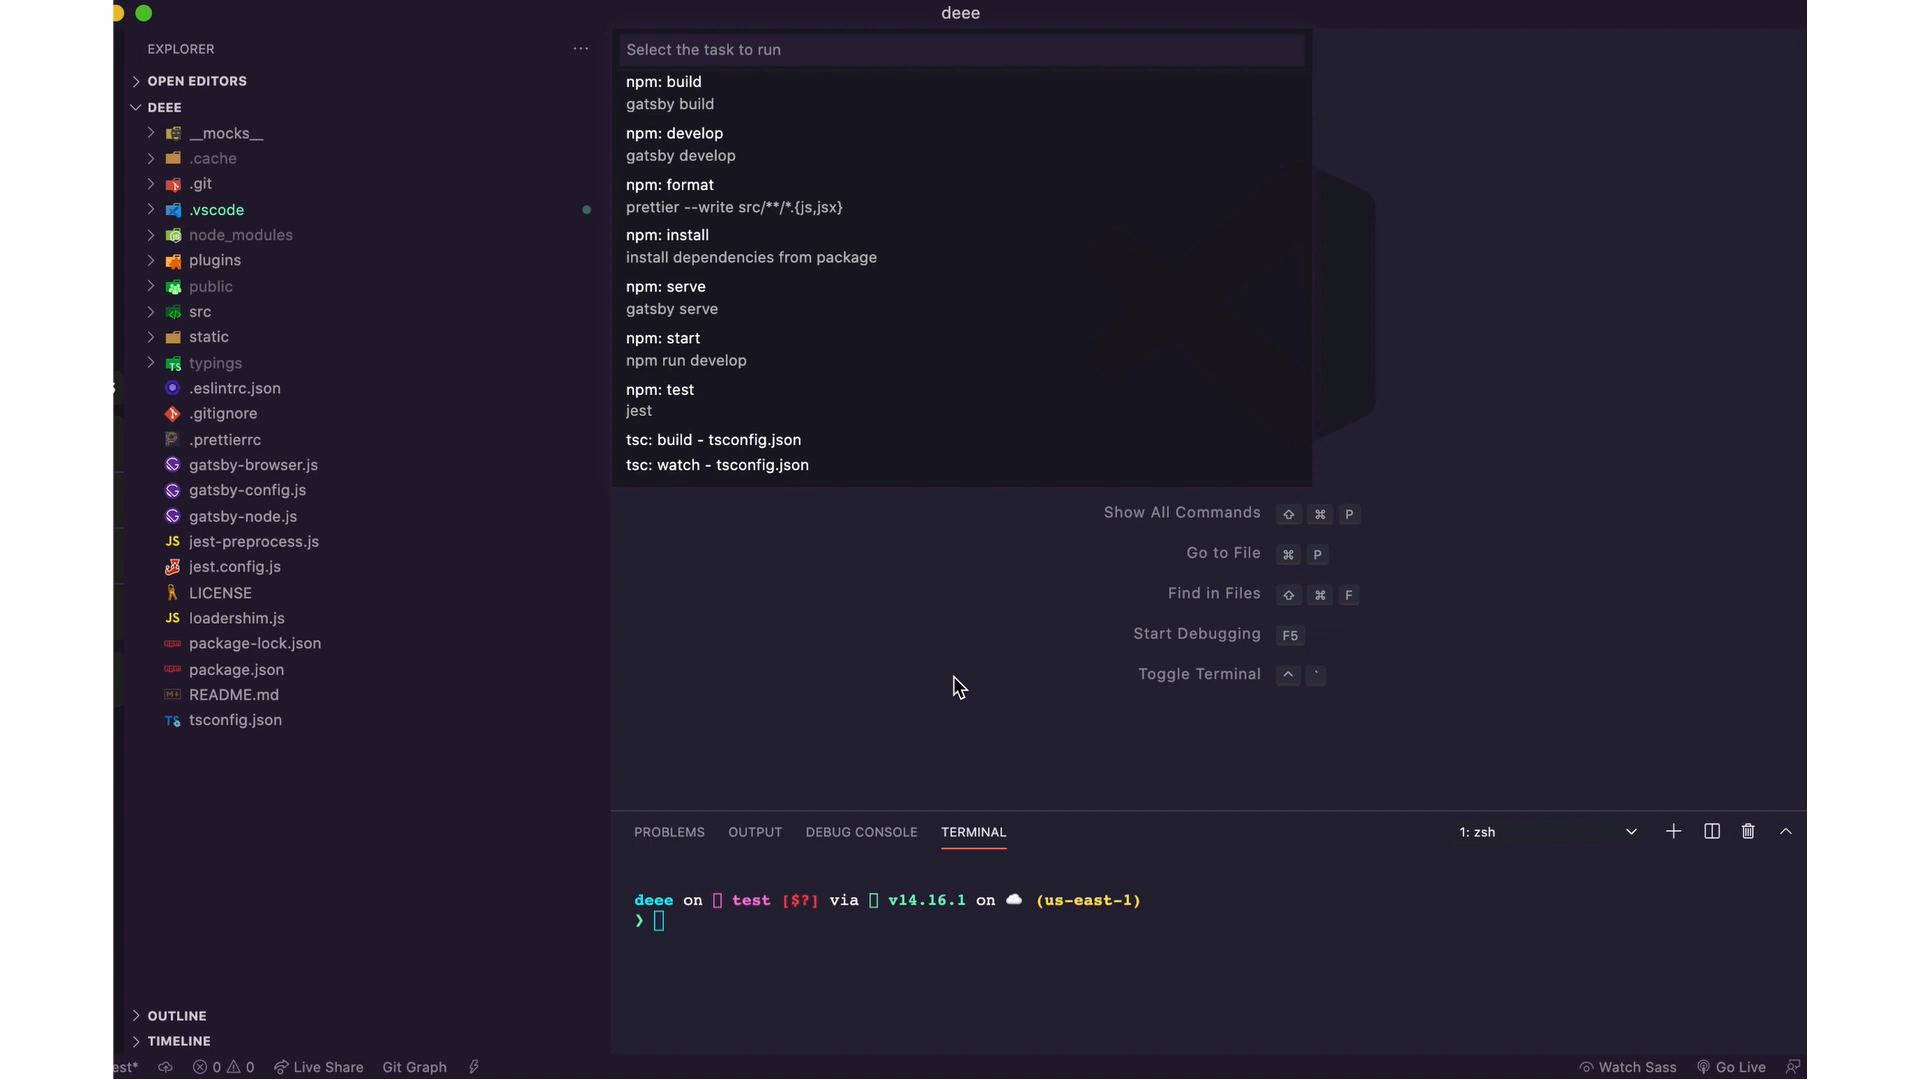 deee
EXPLORER
OPEN EDITORS
DEEE
__mocks__
.cache
.git
.vscode
node_modules
plugins
public
src
static
typings
.eslintrc.json
.gitignore
.prettierrc
gatsby-browser.js
gatsby-config.js
gatsby-node.js
JS jest-preprocess.js
jest.config.js
LICENSE
JS loadershim.js
package-lock.json
package.json
README.md
TS tsconfig.json
OUTLINE
TIMELINE
Select the task to run
npm: build
gatsby build
npm: develop
gatsby develop
npm: format
prettier --write src/**/*.{js,jsx}
npm: install
install dependencies from package
npm: serve
gatsby serve
npm: start
npm run develop
npm: test
jest
tsc: build - tsconfig.json
tsc: watch - tsconfig.json
Show All Commands ⇧ ⌘ P
Go to File ⌘ P
Find in Files ⇧ ⌘ F
Start Debugging F5
Toggle Terminal ^ `
PROBLEMS OUTPUT DEBUG CONSOLE TERMINAL 1: zsh
deee on test [$?] via v14.16.1 on ☁ (us-east-1)
❯
est* 0 0 Live Share Git Graph Watch Sass Go Live